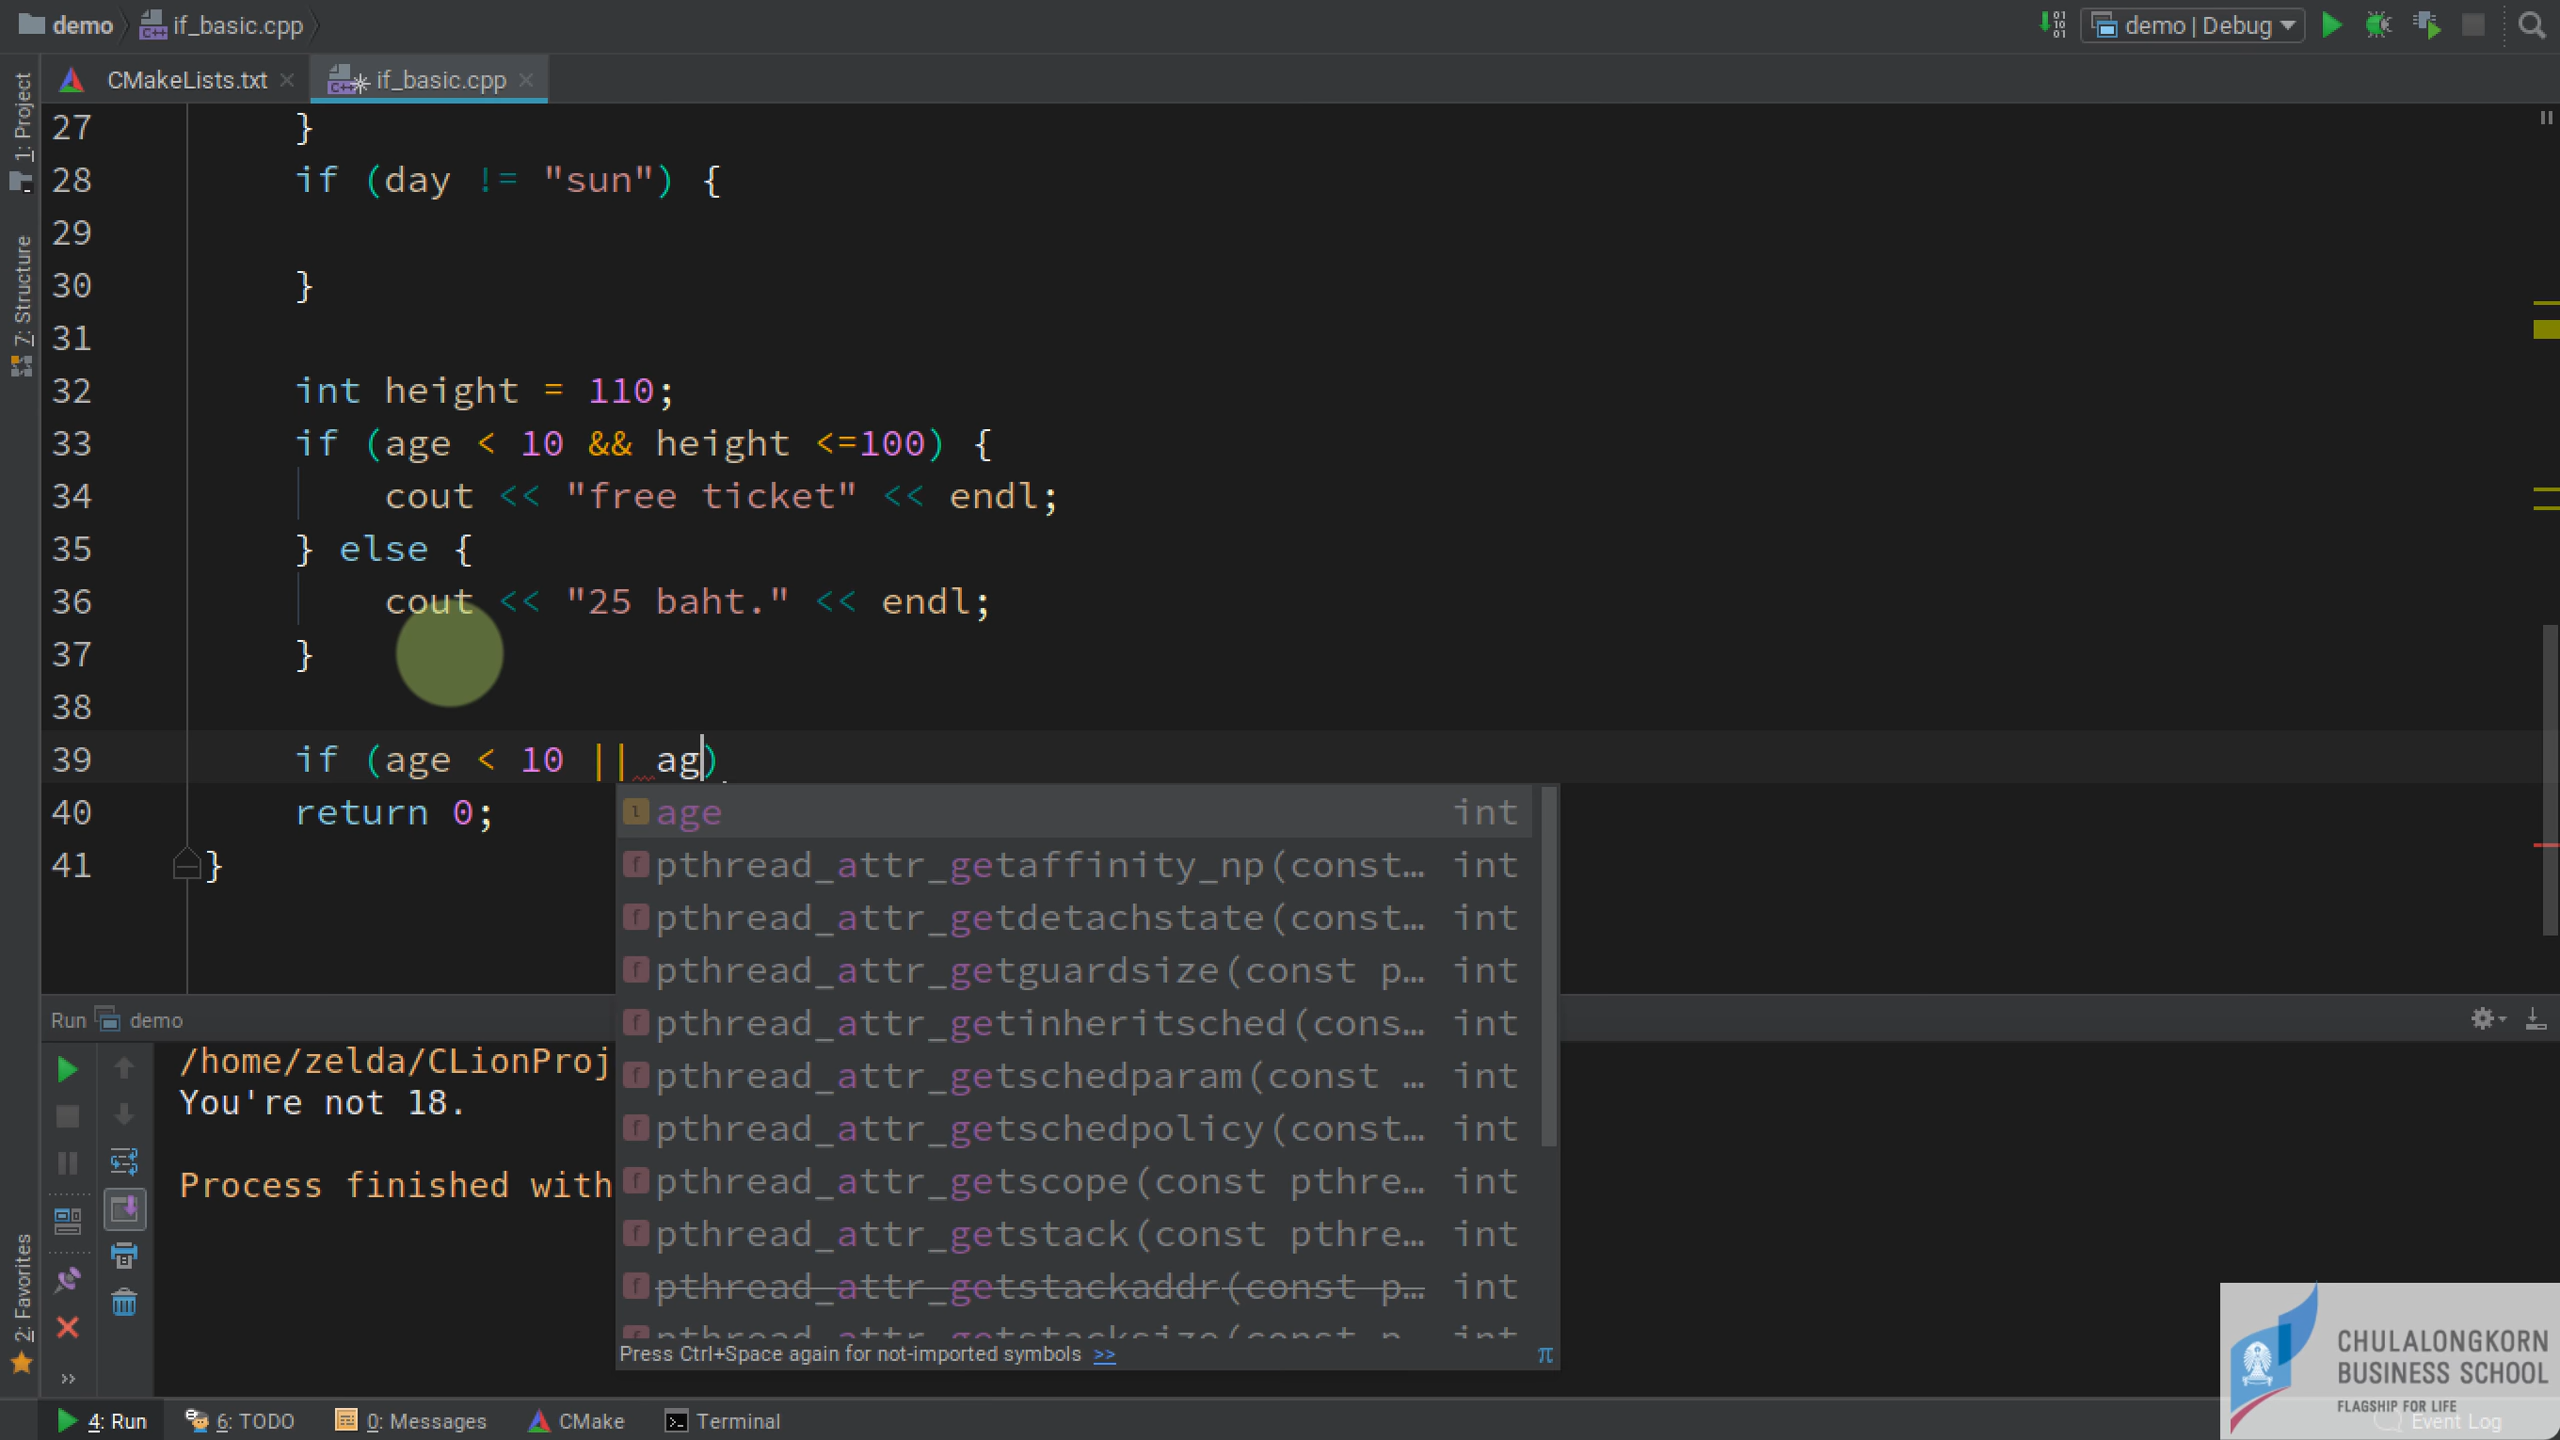 demo if_basic.cpp
demo | Debug
CMakeLists.txt if_basic.cpp
1: Project
7: Structure
2: Favorites
27 }
28 if (day != "sun") {
29
30 }
31
32 int height = 110;
33 if (age < 10 && height <=100) {
34 cout << "free ticket" << endl;
35 } else {
36 cout << "25 baht." << endl;
37 }
38
39 if (age < 10 || ag)
40 return 0;
41 }
age int
pthread_attr_getaffinity_np(const… int
pthread_attr_getdetachstate(const… int
pthread_attr_getguardsize(const p… int
pthread_attr_getinheritsched(cons… int
pthread_attr_getschedparam(const … int
pthread_attr_getschedpolicy(const… int
pthread_attr_getscope(const pthre… int
pthread_attr_getstack(const pthre… int
pthread_attr_getstackaddr(const p… int
pthread_attr_getstacksize(const p… int
Press Ctrl+Space again for not-imported symbols >> π
Run demo
/home/zelda/CLionProj
You're not 18.
Process finished with
4: Run 6: TODO 0: Messages CMake Terminal
CHULALONGKORN
BUSINESS SCHOOL
FLAGSHIP FOR LIFE
Event Log